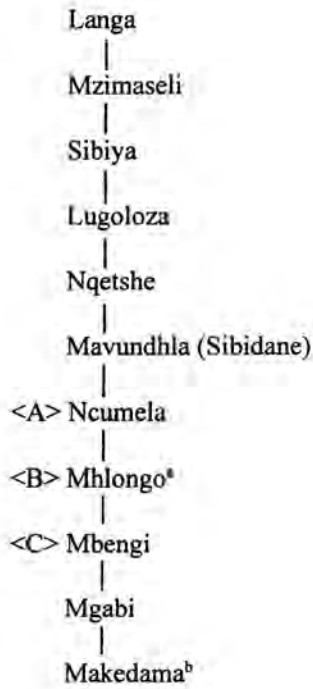 Langa
Mzimaseli
Sibiya
Lugoloza
Nqetshe
Mavundhla (Sibidane)
<A> Ncumela
<B> Mhlongoᵃ
<C> Mbengi
Mgabi
Makedamaᵇ